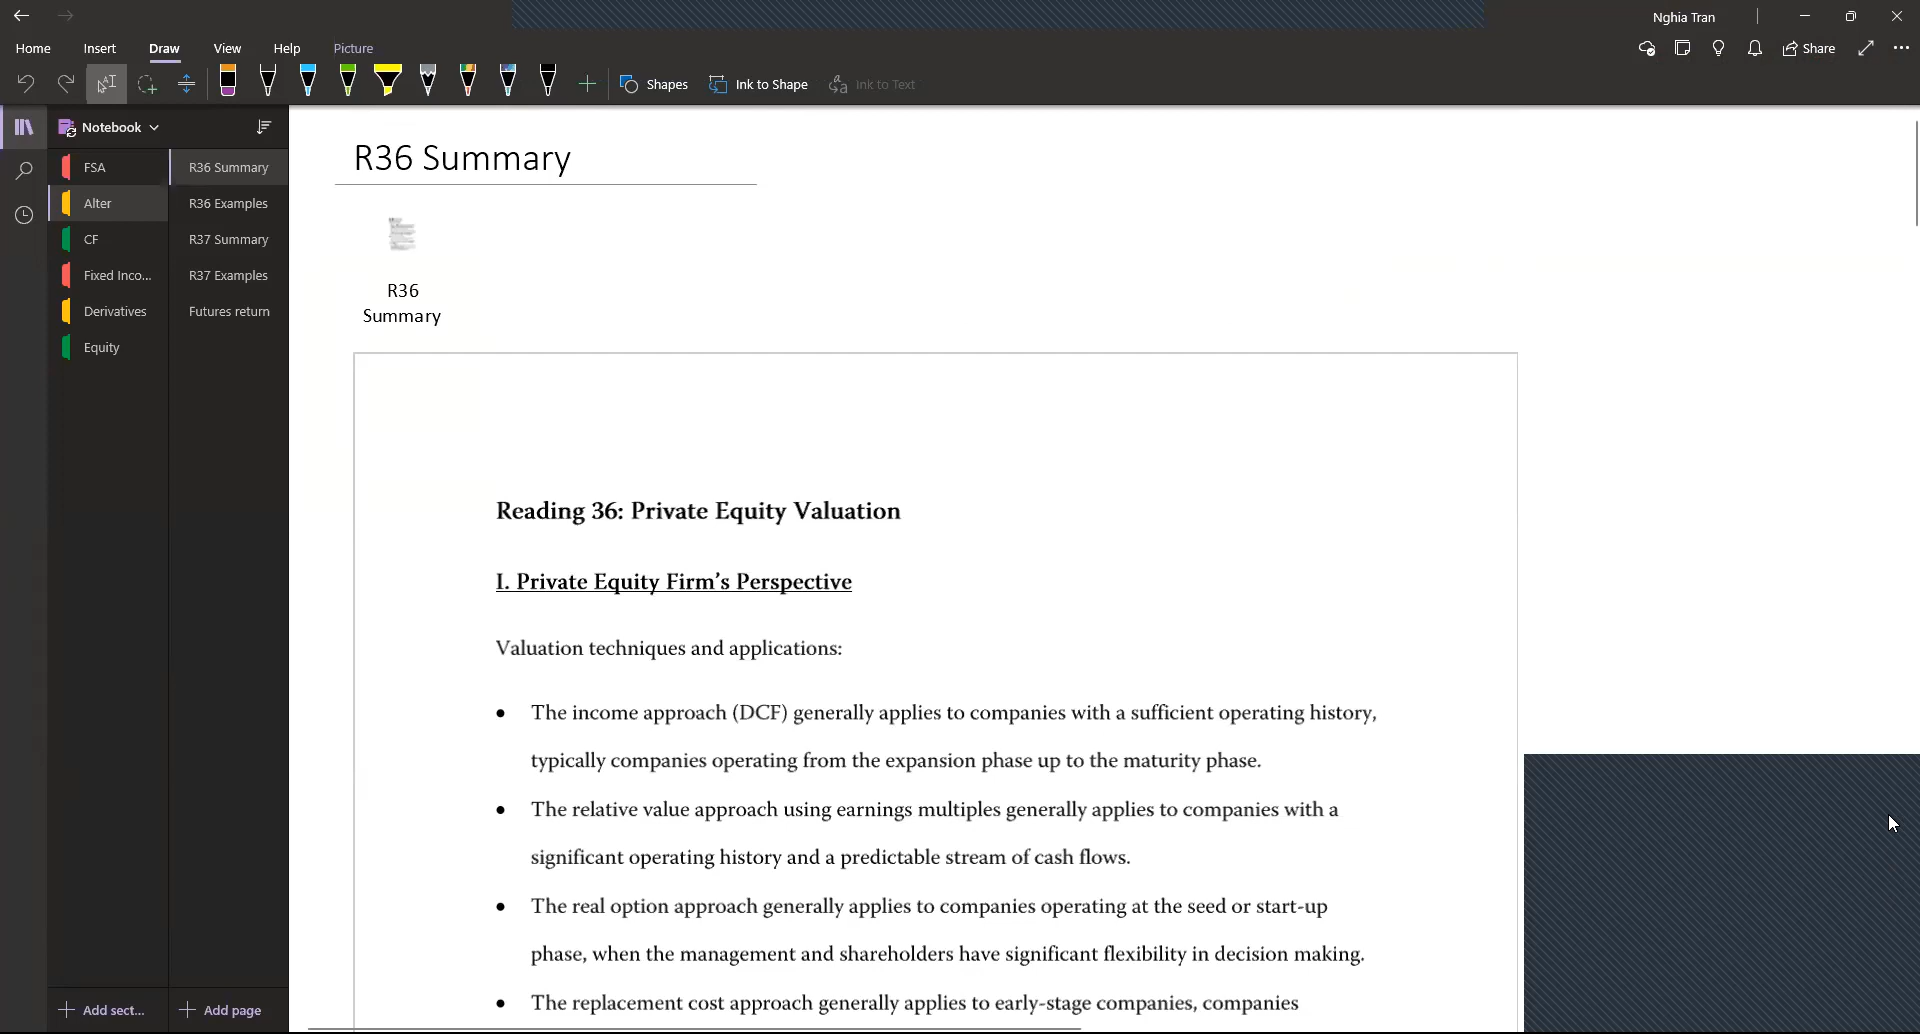 Nghia Tran
Home Insert Draw View Help Picture
Share
Shapes Ink to Shape Ink to Text
Notebook
FSA
Alter
CF
Fixed Inco...
Derivatives
Equity
R36 Summary
R36 Examples
R37 Summary
R37 Examples
Futures return
Add sect...
Add page
R36 Summary
R36
Summary
Reading 36: Private Equity Valuation
I. Private Equity Firm’s Perspective
Valuation techniques and applications:
• The income approach (DCF) generally applies to companies with a sufficient operating history,
typically companies operating from the expansion phase up to the maturity phase.
• The relative value approach using earnings multiples generally applies to companies with a
significant operating history and a predictable stream of cash flows.
• The real option approach generally applies to companies operating at the seed or start-up
phase, when the management and shareholders have significant flexibility in decision making.
• The replacement cost approach generally applies to early-stage companies, companies